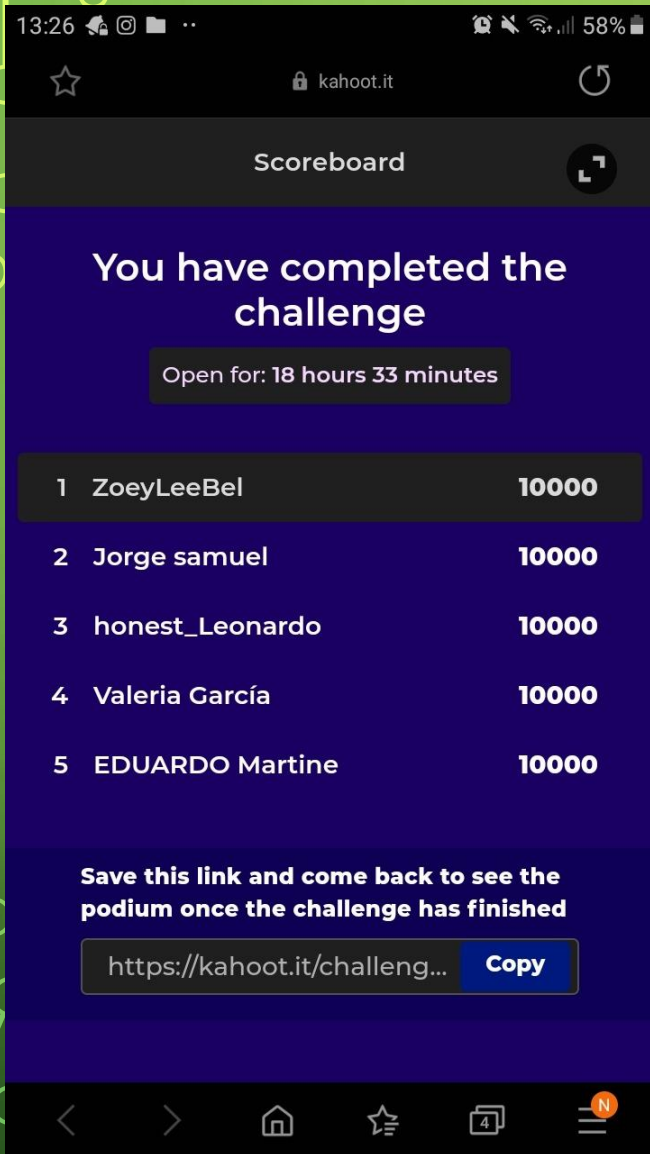 13:26 58%
kahoot.it
Scoreboard
You have completed the
challenge
Open for: 18 hours 33 minutes
1 ZoeyLeeBel 10000
2 Jorge samuel 10000
3 honest_Leonardo 10000
4 Valeria García 10000
5 EDUARDO Martine 10000
Save this link and come back to see the
podium once the challenge has finished
https://kahoot.it/challeng... Copy
4 N